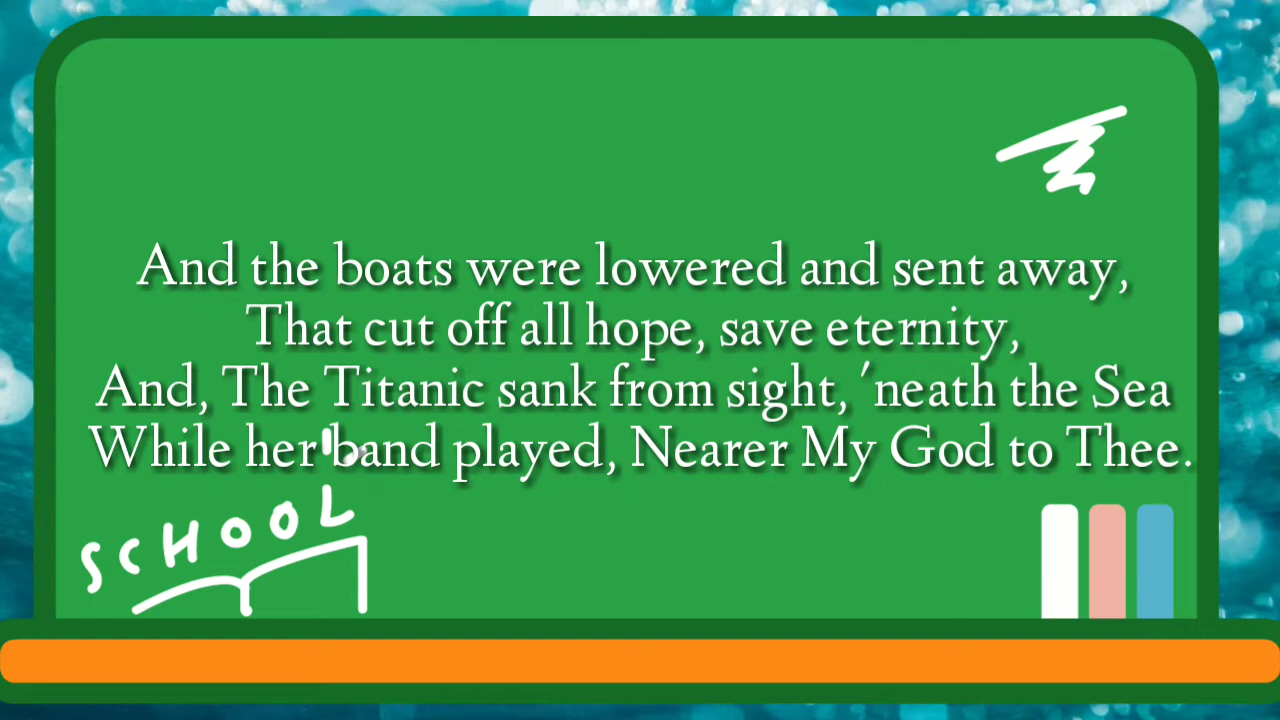 And the boats were lowered and sent away,
That cut off all hope, save eternity,
And, The Titanic sank from sight, 'neath the Sea
While her band played, Nearer My God to Thee.
SCHOOL